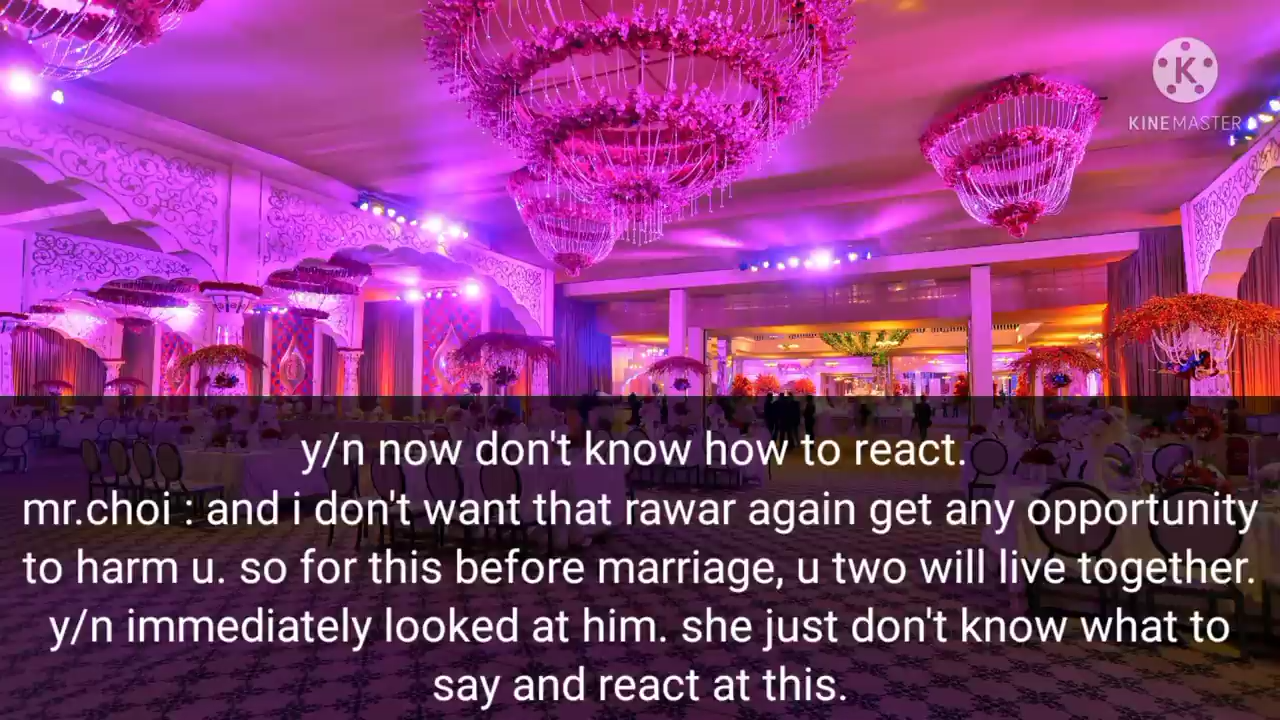 KINEMASTER
y/n now don't know how to react.
mr.choi : and i don't want that rawar again get any opportunity
to harm u. so for this before marriage, u two will live together.
y/n immediately looked at him. she just don't know what to
say and react at this.